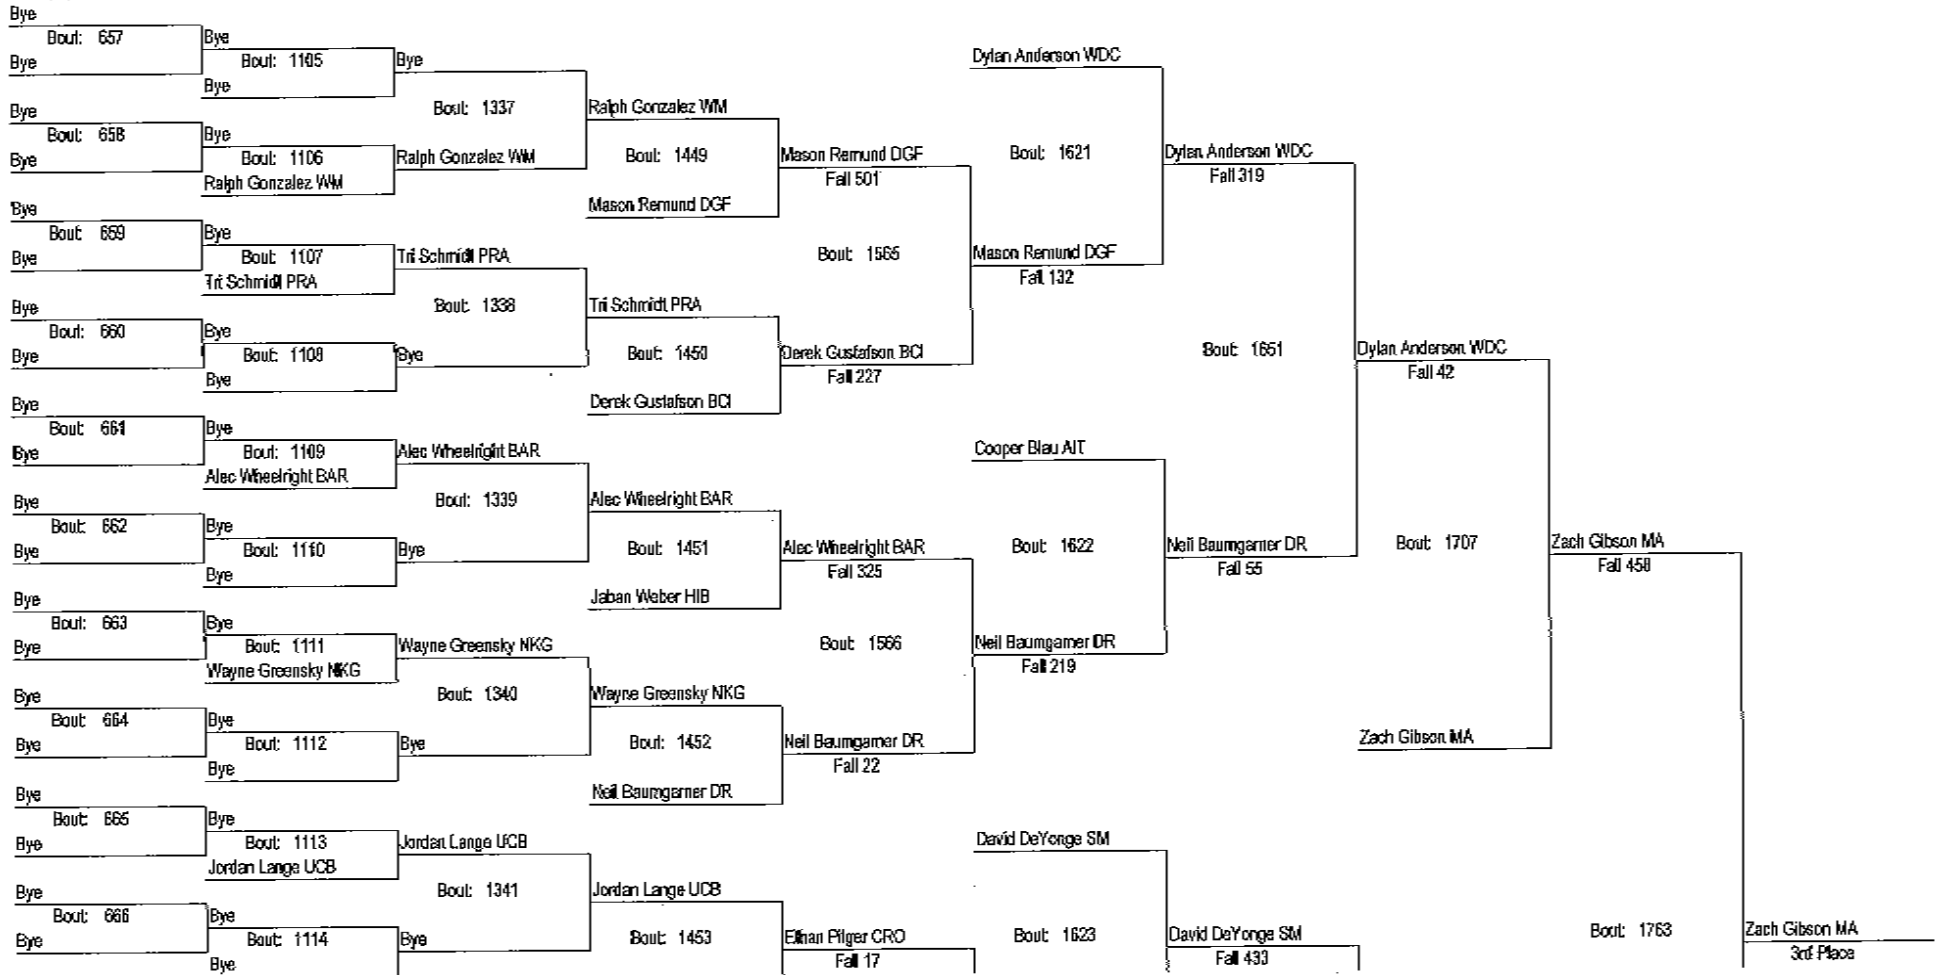 Bye
Bout: 657
Bye
Bye
Bout: 1105
Bye
Bye
Bout: 1337
Bye
Bout: 658
Bye
Bye
Bout: 1106
Ralph Gonzalez WM
Ralph Gonzalez WM
Ralph Gonzalez WM
Bout: 1449
Mason Remund DGF
Mason Remund DGF
Fall 501
Bye
Bout: 659
Bye
Bye
Bout: 1107
Tri Schmidt PRA
Tri Schmidt PRA
Bout: 1338
Bye
Bout: 660
Bye
Bye
Bout: 1108
Bye
Bye
Tri Schmidt PRA
Bout: 1450
Derek Gustafson BCI
Derek Gustafson BCI
Fall 227
Bout: 1565
Mason Remund DGF
Fall 132
Dylan Anderson WDC
Bout: 1621
Dylan Anderson WDC
Fall 319
Bye
Bout: 661
Bye
Bye
Bout: 1109
Alec Wheelright BAR
Alec Wheelright BAR
Bout: 1339
Bye
Bout: 662
Bye
Bye
Bout: 1110
Bye
Bye
Alec Wheelright BAR
Bout: 1451
Jaban Weber HIB
Alec Wheelright BAR
Fall 325
Bye
Bout: 663
Bye
Bye
Bout: 1111
Wayne Greensky NKG
Wayne Greensky NKG
Bout: 1340
Bye
Bout: 664
Bye
Bye
Bout: 1112
Bye
Bye
Wayne Greensky NKG
Bout: 1452
Neil Baumgarner DR
Neil Baumgarner DR
Fall 22
Bout: 1566
Neil Baumgarner DR
Fall 219
Cooper Blau AIT
Bout: 1622
Neil Baumgarner DR
Fall 55
Bout: 1651
Dylan Anderson WDC
Fall 42
Bout: 1707
Zach Gibson MA
Zach Gibson MA
Fall 458
Bye
Bout: 665
Bye
Bye
Bout: 1113
Jordan Lange UCB
Jordan Lange UCB
Bout: 1341
Bye
Bout: 666
Bye
Bye
Bout: 1114
Bye
Bye
Jordan Lange UCB
Bout: 1453
Ethan Pilger CRO
Fall 17
David DeYonge SM
Bout: 1623
David DeYonge SM
Fall 433
Bout: 1763
Zach Gibson MA
3rd Place